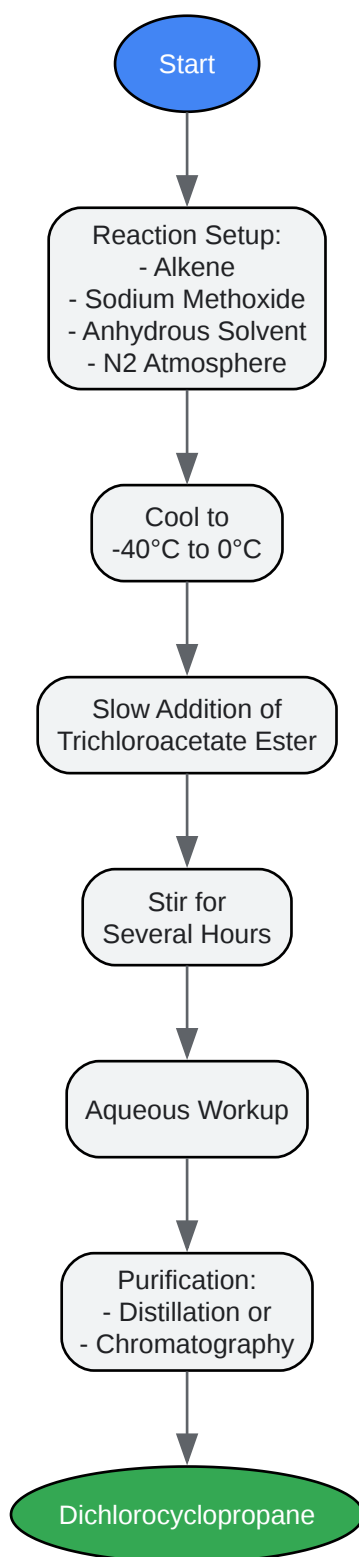 Start
Reaction Setup:
- Alkene
- Sodium Methoxide
- Anhydrous Solvent
- N2 Atmosphere
Cool to
-40°C to 0°C
Slow Addition of
Trichloroacetate Ester
Stir for
Several Hours
Aqueous Workup
Purification:
- Distillation or
- Chromatography
Dichlorocyclopropane